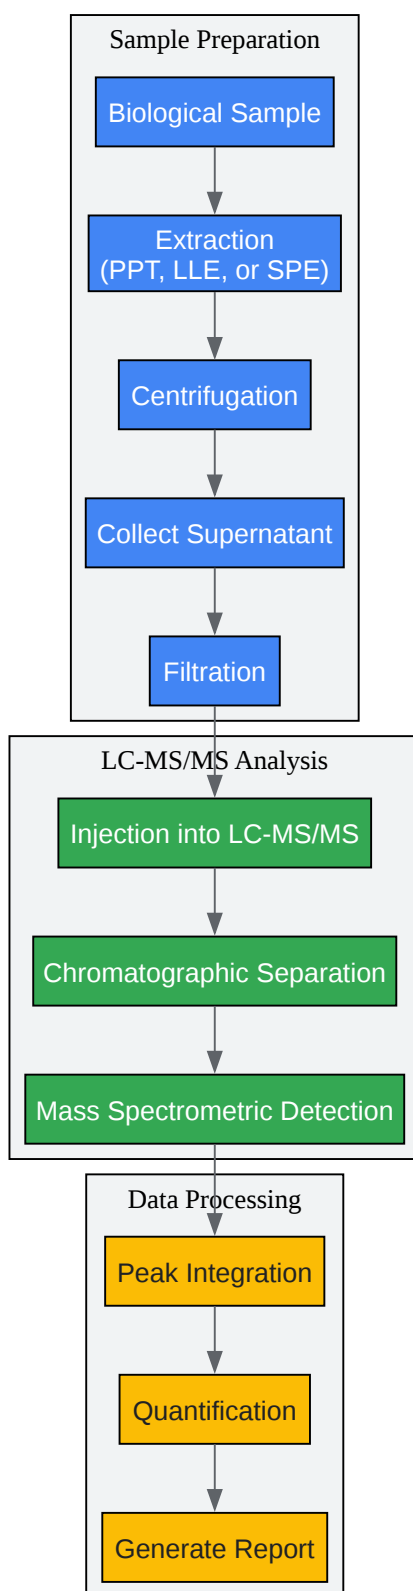 Sample Preparation
Biological Sample
Extraction
(PPT, LLE, or SPE)
Centrifugation
Collect Supernatant
Filtration
LC-MS/MS Analysis
Injection into LC-MS/MS
Chromatographic Separation
Mass Spectrometric Detection
Data Processing
Peak Integration
Quantification
Generate Report